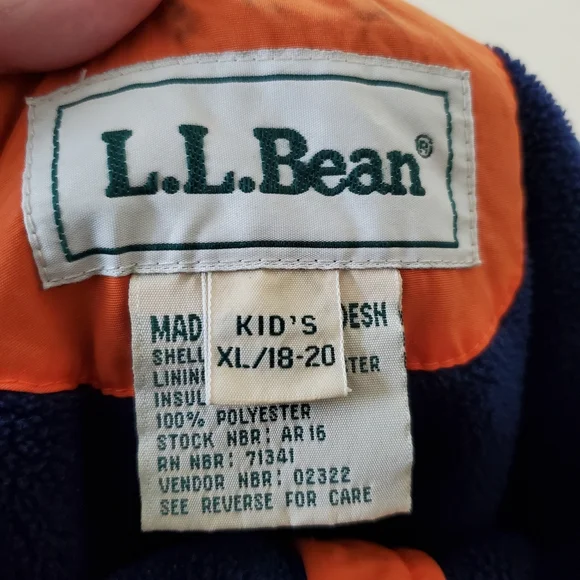 L.L.Bean®
KID'S
XL/18-20
MAD DESH
SHELL TER
LININ
INSUL
100% POLYESTER
STOCK NBR: AR16
RN NBR: 71341
VENDOR NBR: 02322
SEE REVERSE FOR CARE